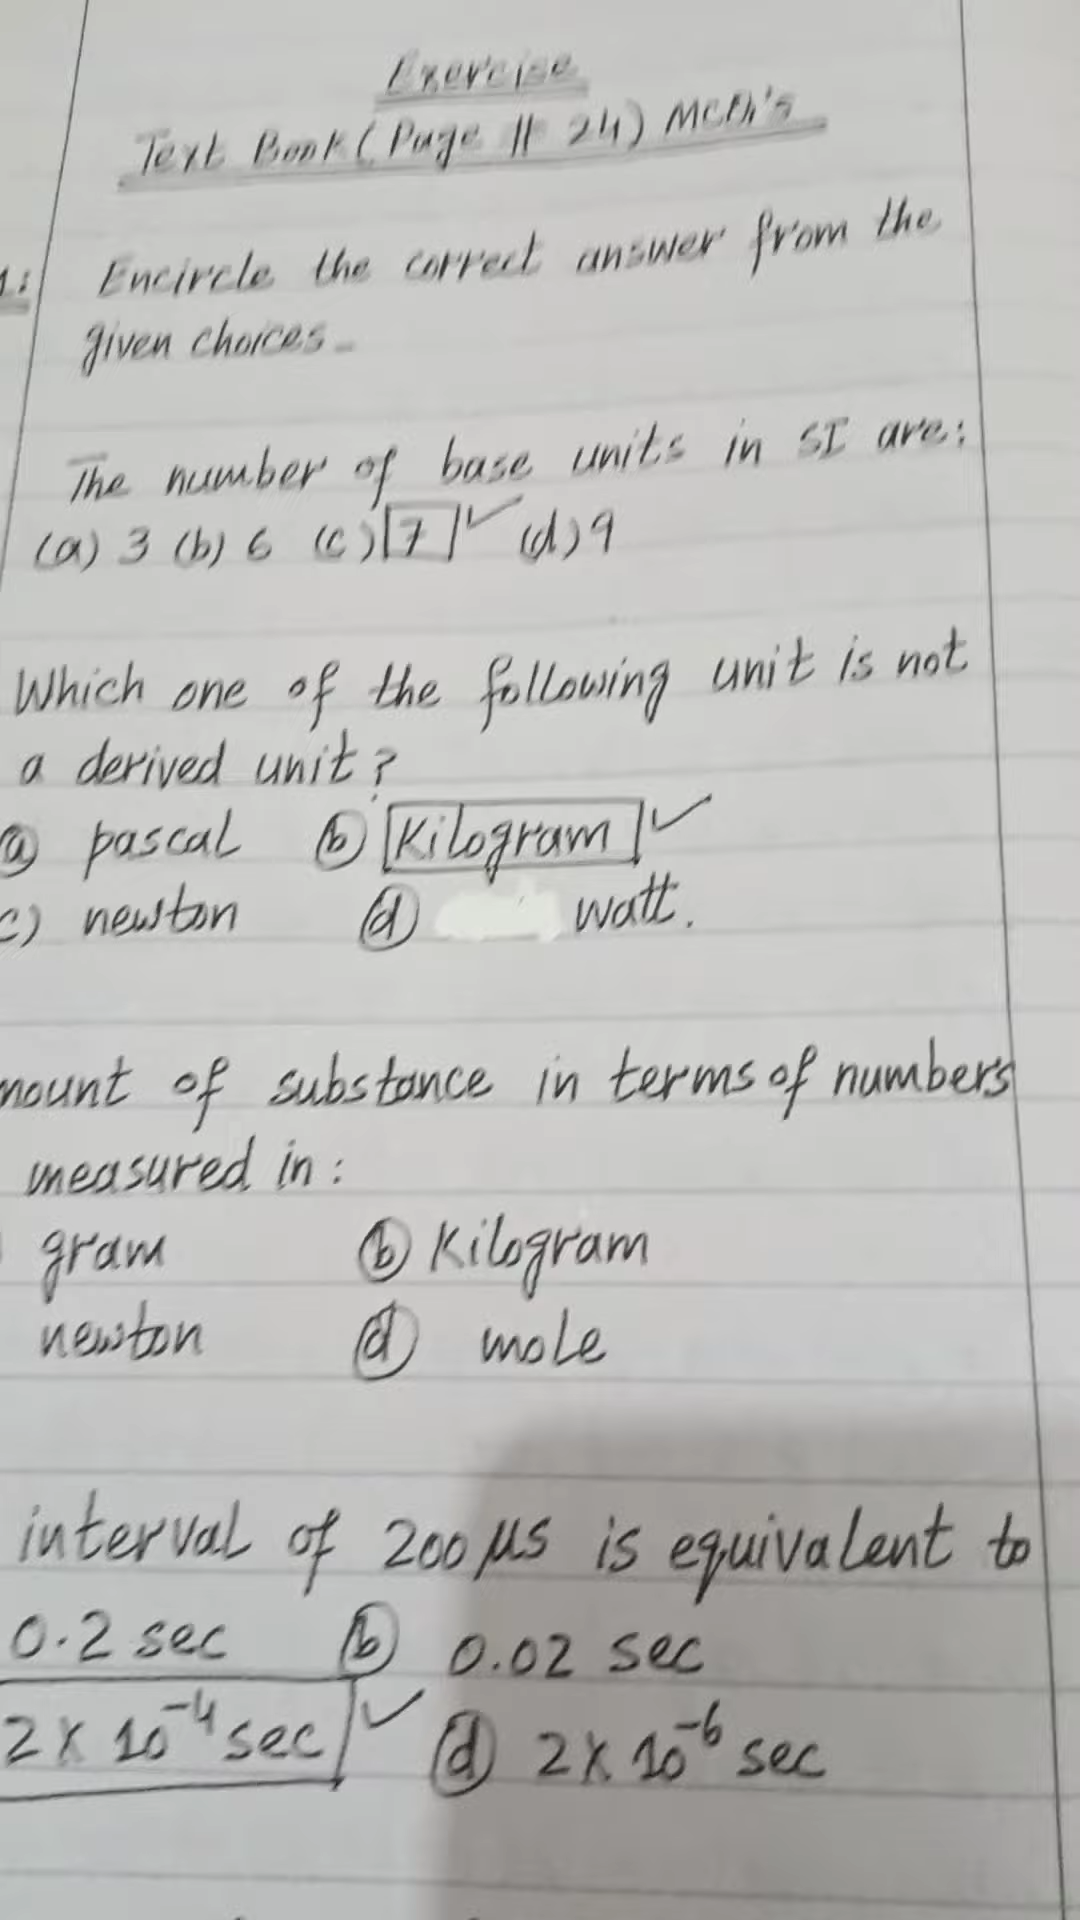 Exercise
Text Book (Page # 24) MCQ's
1: Encircle the correct answer from the
given choices.
The number of base units in SI are:
(a) 3 (b) 6 (c) 7 ✓ (d) 9
Which one of the following unit is not
a derived unit?
(a) pascal (b) Kilogram ✓
c) newton (d) watt.
mount of substance in terms of numbers
measured in:
gram (b) Kilogram
newton (d) mole
interval of 200 μs is equivalent to
0.2 sec (b) 0.02 sec
2 x 10⁻⁴ sec ✓ (d) 2 x 10⁻⁶ sec